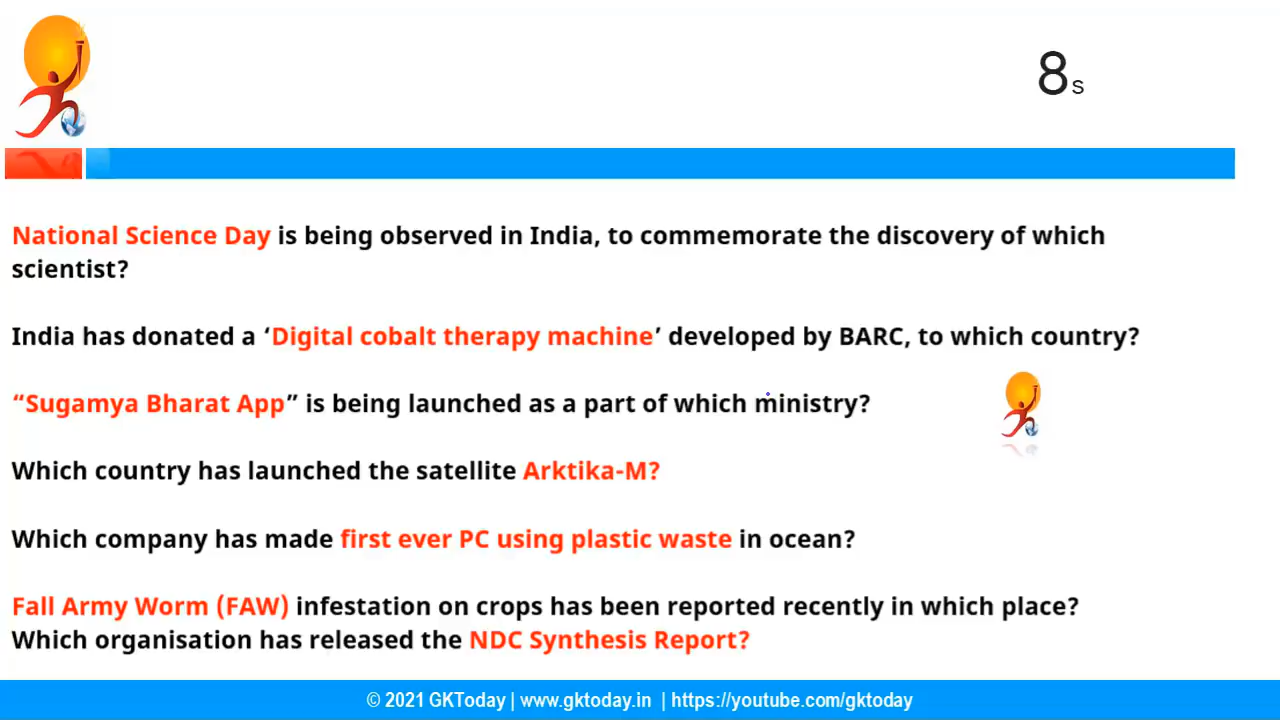 8s
National Science Day is being observed in India, to commemorate the discovery of which
scientist?
India has donated a ‘Digital cobalt therapy machine’ developed by BARC, to which country?
“Sugamya Bharat App” is being launched as a part of which ministry?
Which country has launched the satellite Arktika-M?
Which company has made first ever PC using plastic waste in ocean?
Fall Army Worm (FAW) infestation on crops has been reported recently in which place?
Which organisation has released the NDC Synthesis Report?
© 2021 GKToday | www.gktoday.in | https://youtube.com/gktoday